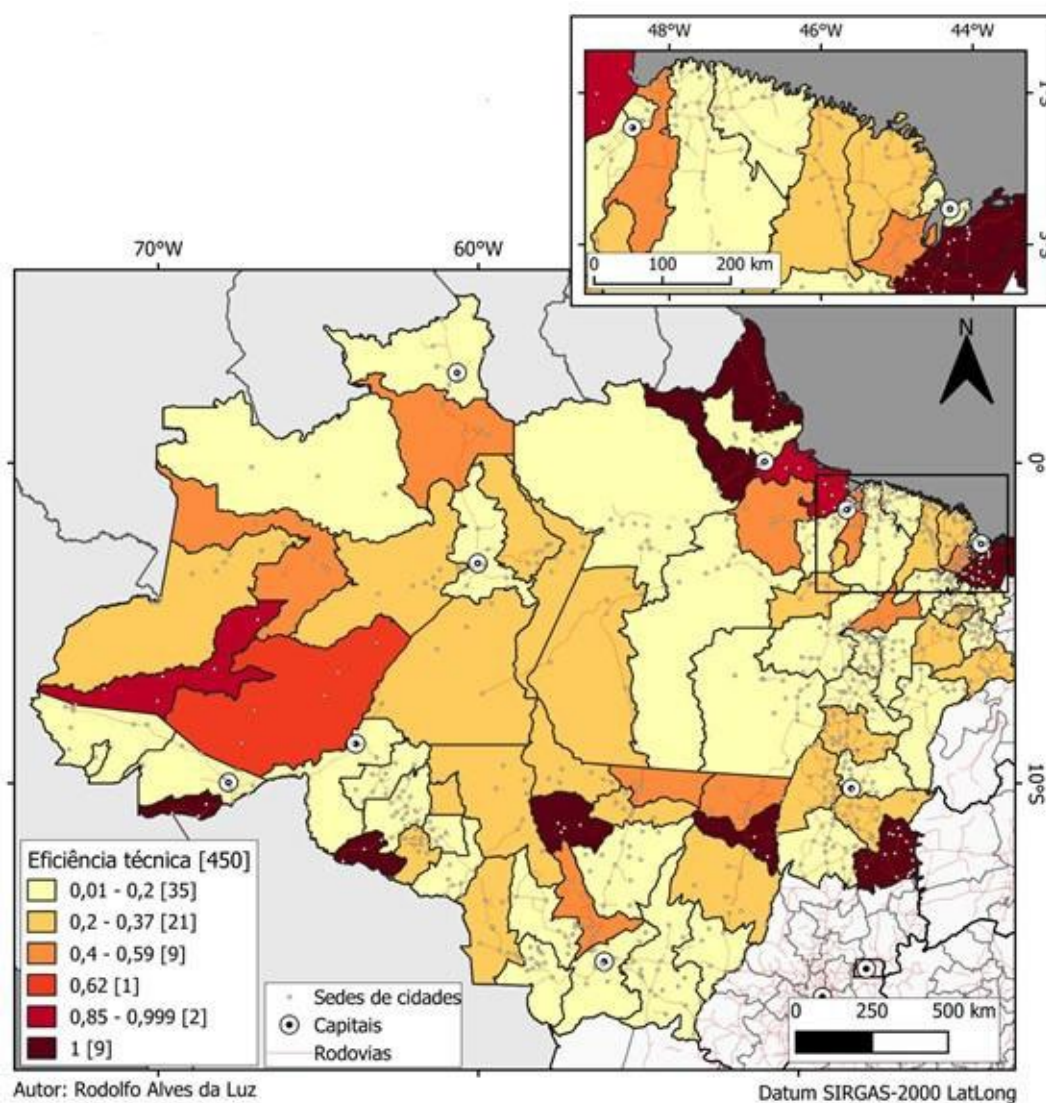 48°W 46°W 44°W
1°S
3°S
0 100 200 km
70°W 60°W
N
0°
5°S
Eficiência técnica [450]
0,01 - 0,2 [35]
0,2 - 0,37 [21]
0,4 - 0,59 [9]
0,62 [1]
0,85 - 0,999 [2]
1 [9]
Sedes de cidades
Capitais
Rodovias
0 250 500 km
Autor: Rodolfo Alves da Luz
Datum SIRGAS-2000 LatLong